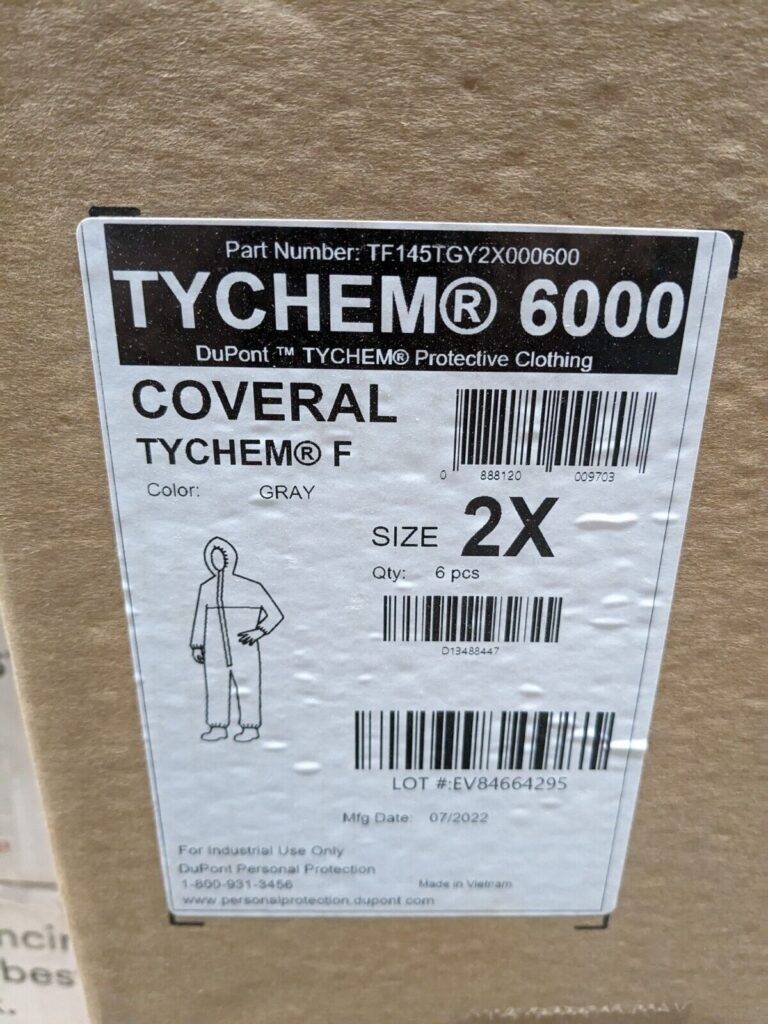 Part Number: TF145TGY2X000600
TYCHEM® 6000
DuPont ™ TYCHEM® Protective Clothing
COVERAL
TYCHEM® F
0 888120 009703
Color: GRAY
SIZE 2X
Qty: 6 pcs
D13488447
LOT #:EV84664295
Mfg Date: 07/2022
For Industrial Use Only
DuPont Personal Protection
1-800-931-3456 Made in Vietnam
www.personalprotection.dupont.com
bes